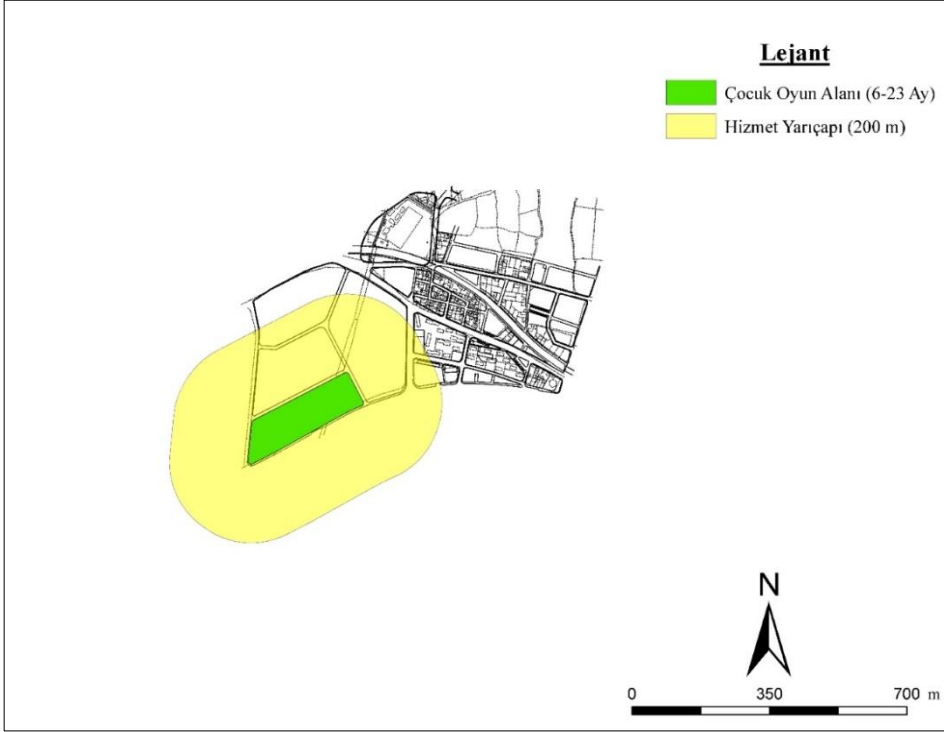 Lejant
Çocuk Oyun Alanı (6-23 Ay)
Hizmet Yarıçapı (200 m)
N
0 350 700 m